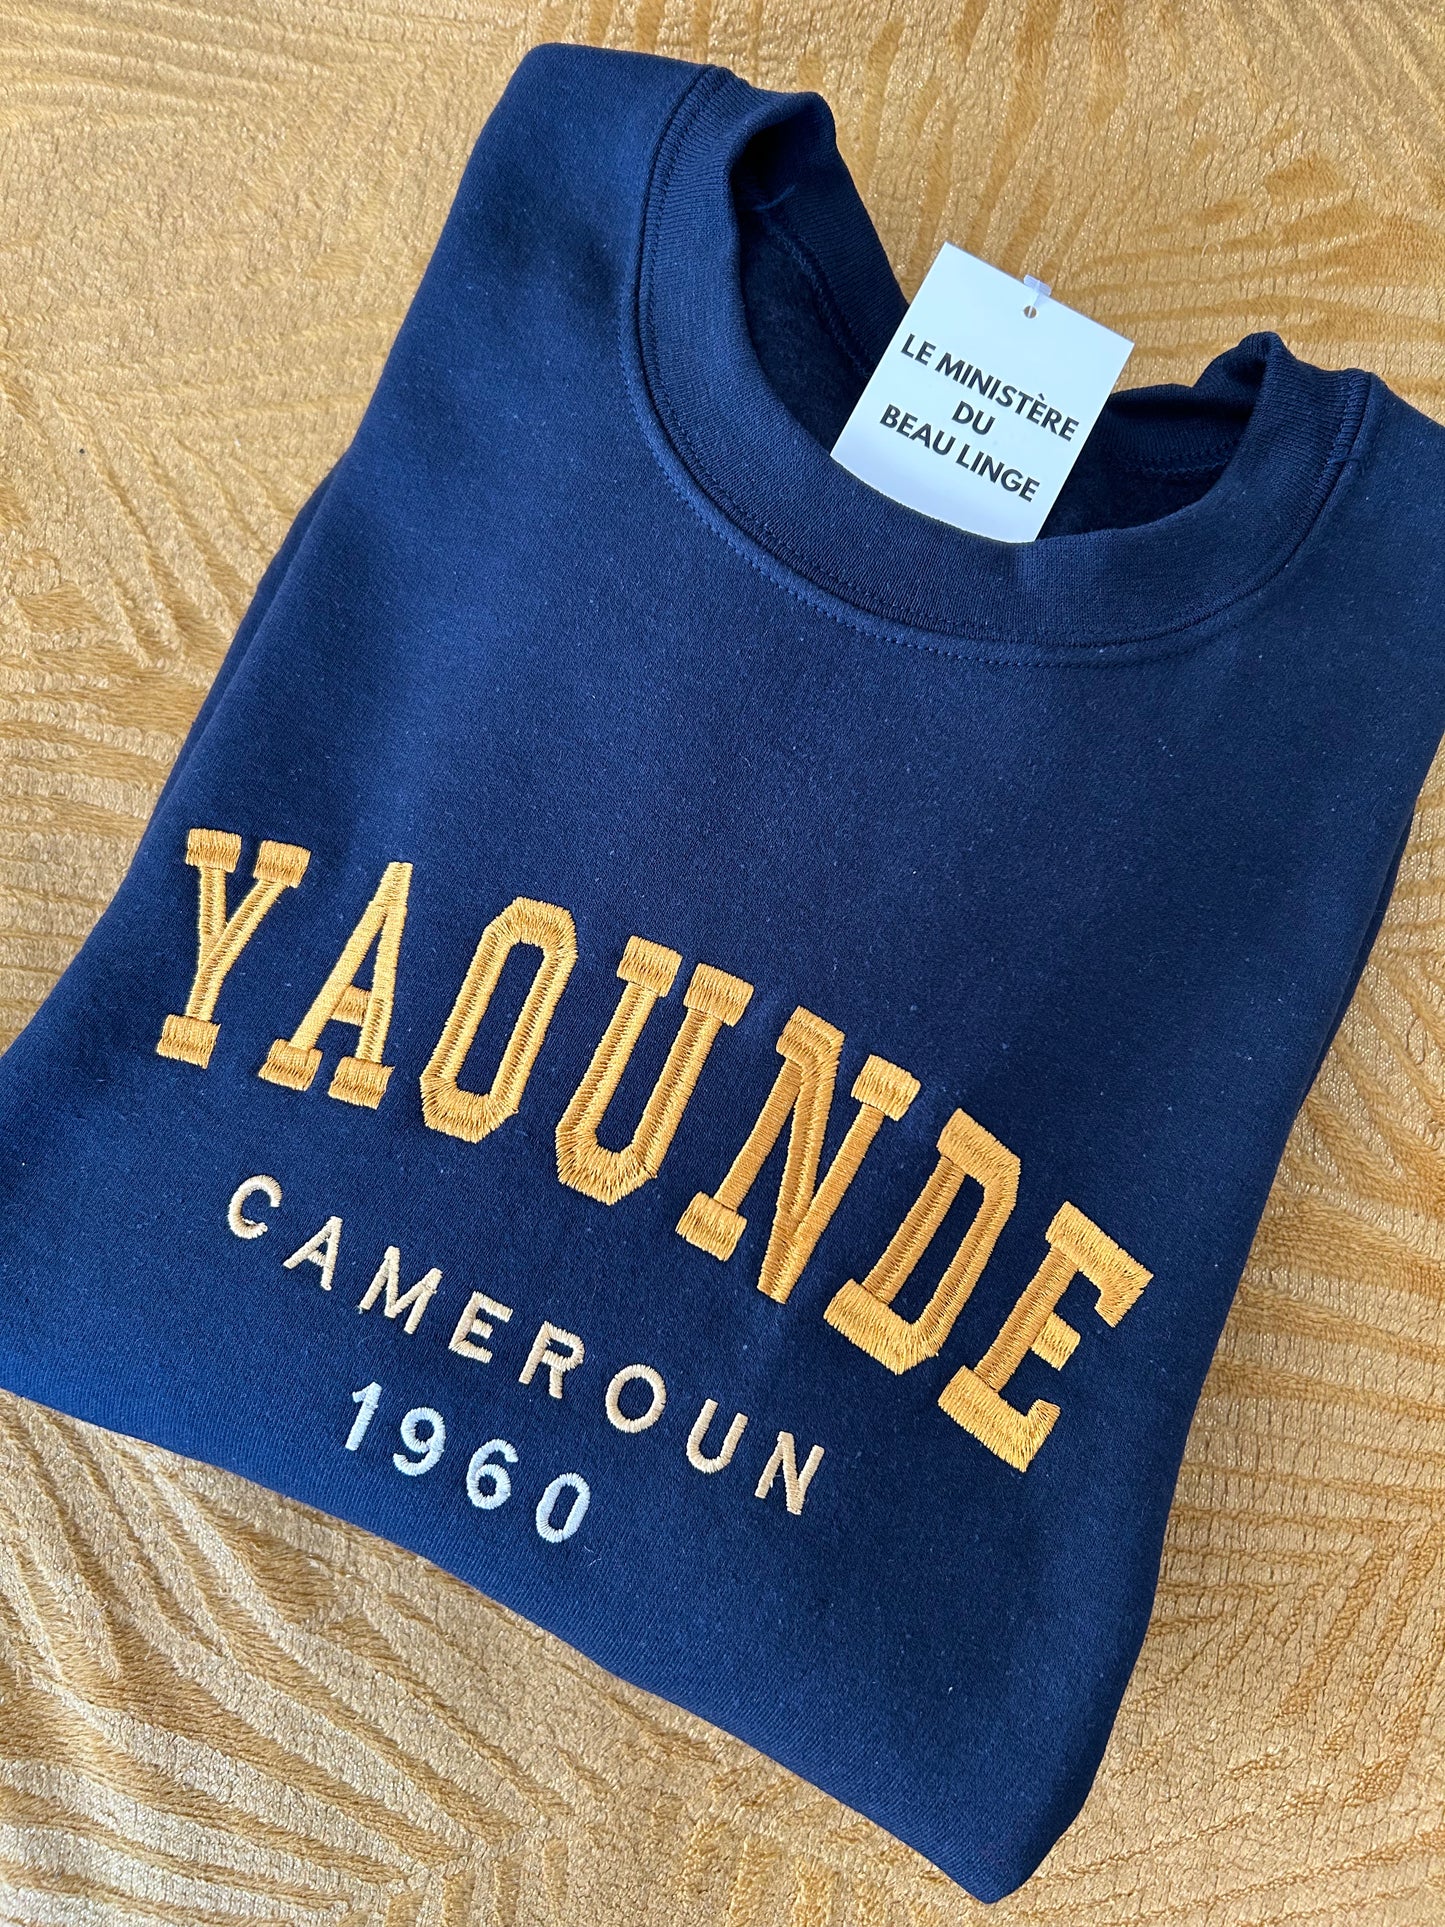 LE MINISTÈRE
DU
BEAU LINGE
YAOUNDE
CAMEROUN
1960